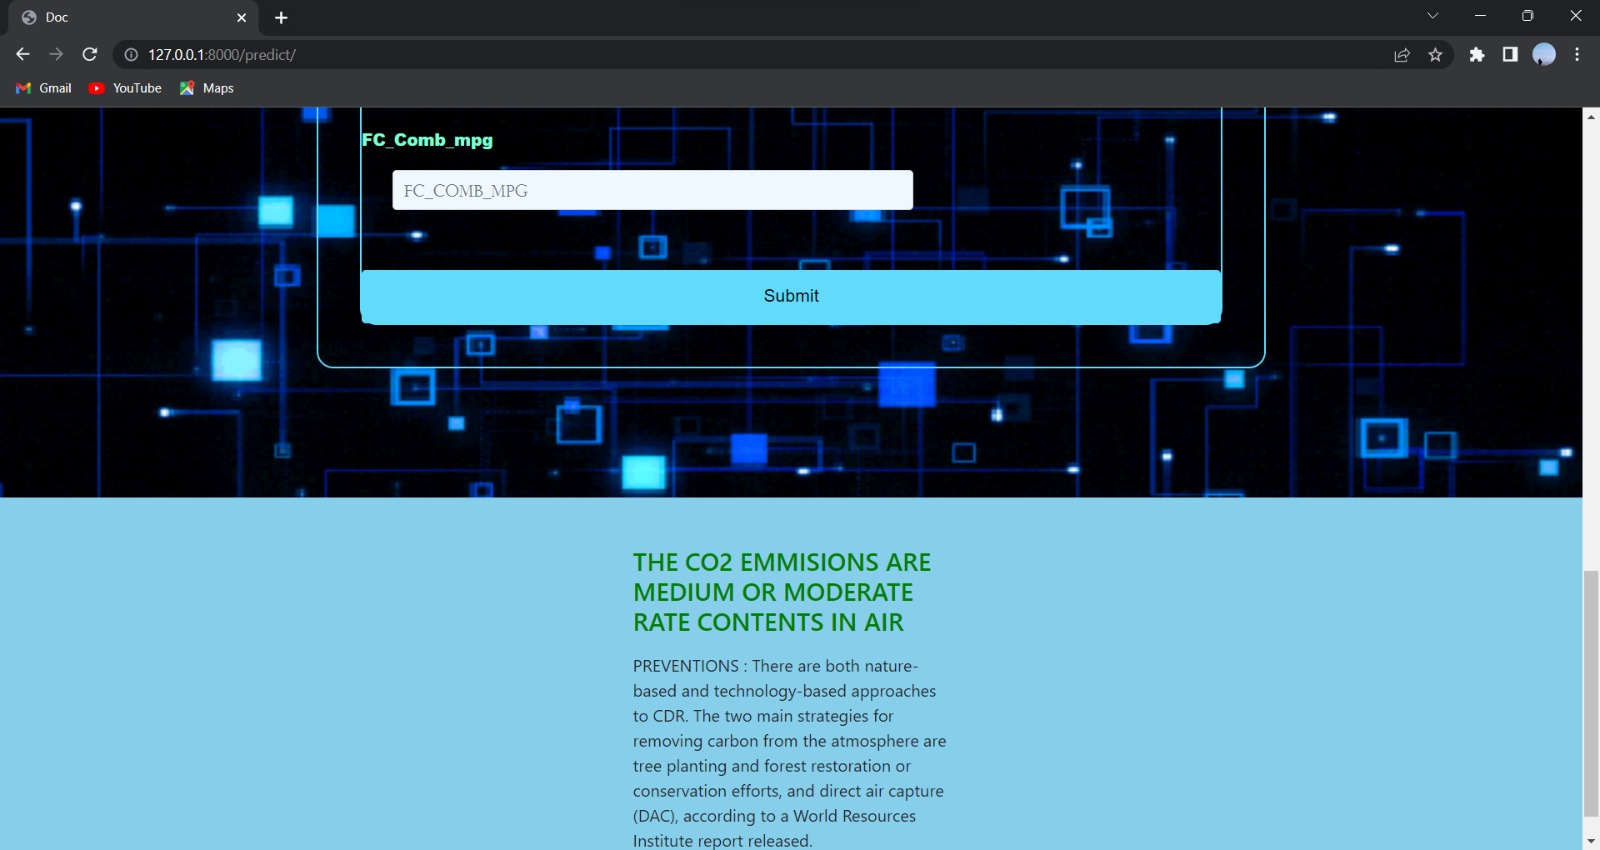 Doc
127.0.0.1:8000/predict/
Gmail YouTube Maps
FC_Comb_mpg
FC_COMB_MPG
Submit
THE CO2 EMMISIONS ARE
MEDIUM OR MODERATE
RATE CONTENTS IN AIR
PREVENTIONS : There are both nature-
based and technology-based approaches
to CDR. The two main strategies for
removing carbon from the atmosphere are
tree planting and forest restoration or
conservation efforts, and direct air capture
(DAC), according to a World Resources
Institute report released.